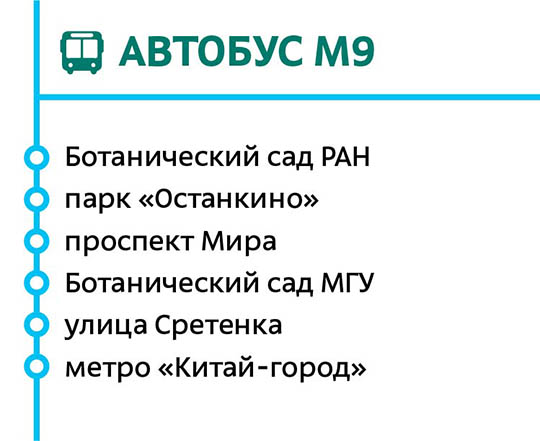 АВТОБУС М9
Ботанический сад РАН
парк «Останкино»
проспект Мира
Ботанический сад МГУ
улица Сретенка
метро «Китай-город»